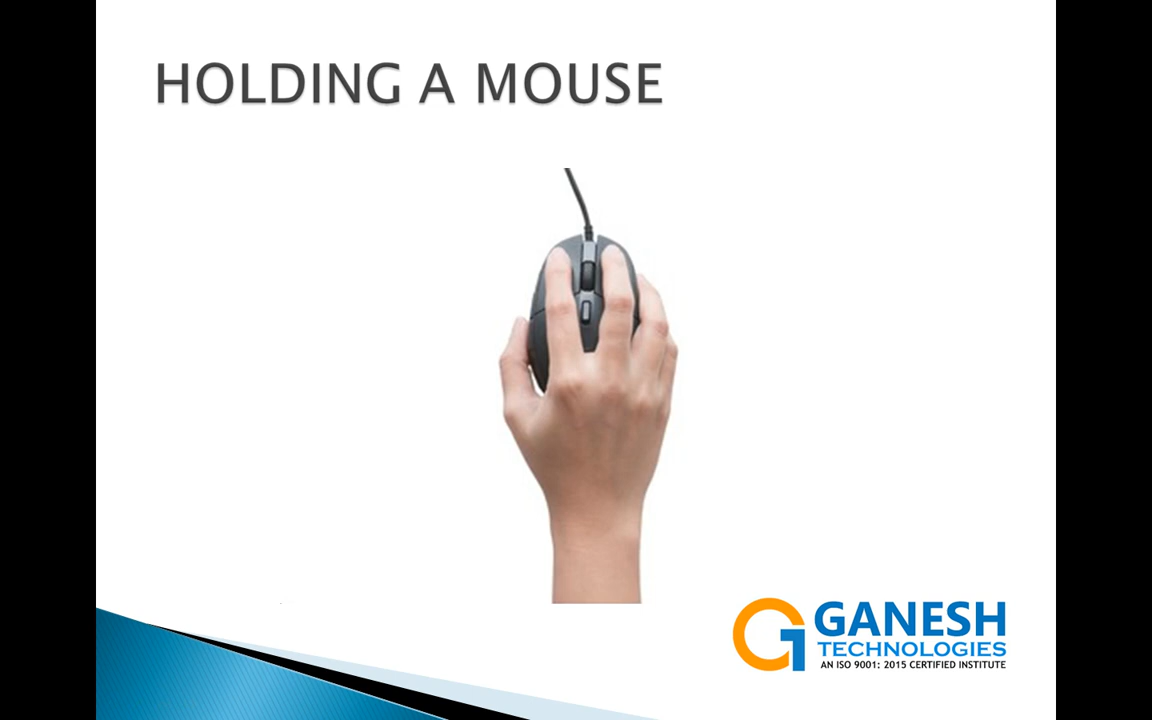 HOLDING A MOUSE
GANESH
TECHNOLOGIES
AN ISO 9001: 2015 CERTIFIED INSTITUTE